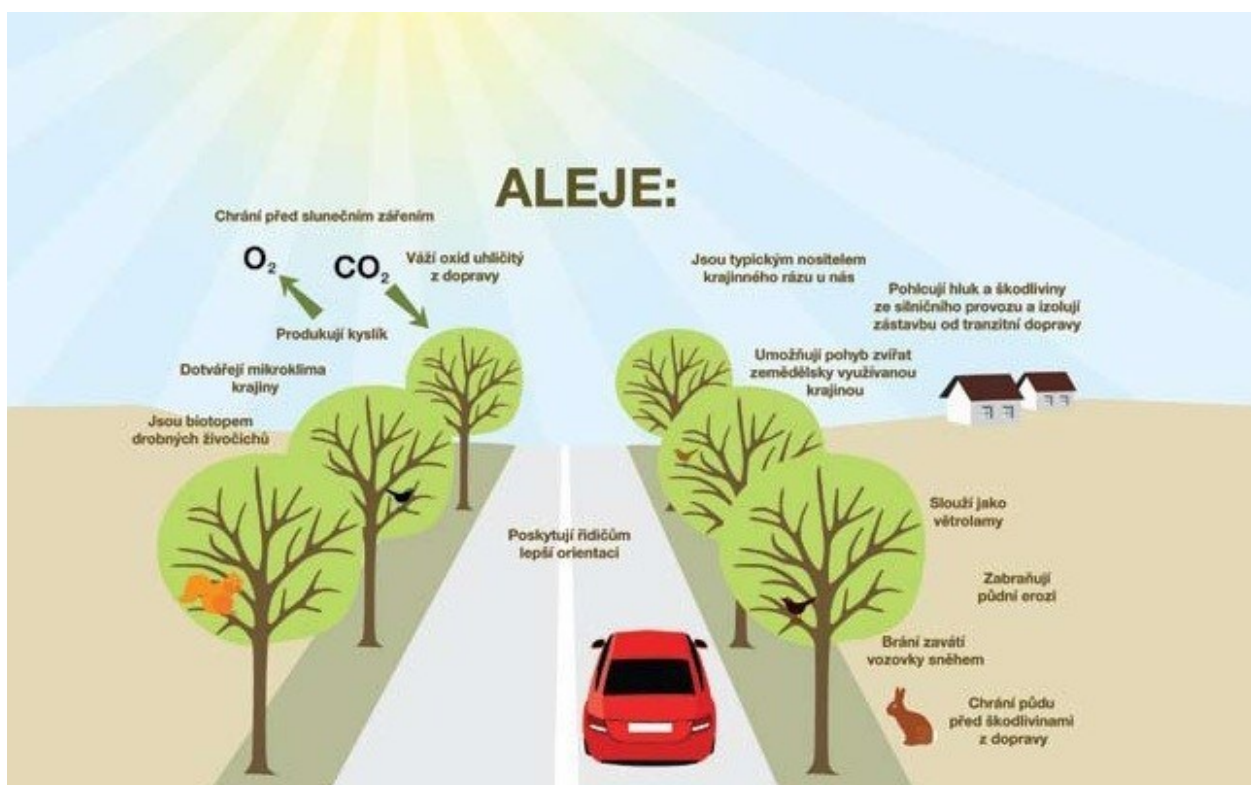 ALEJE:
Chrání před slunečním zářením
O₂
CO₂
Váží oxid uhličitý
z dopravy
Produkují kyslík
Dotvářejí mikroklima
krajiny
Jsou biotopem
drobných živočichů
Poskytují řidičům
lepší orientaci
Jsou typickým nositelem
krajinného rázu u nás
Pohlcují hluk a škodliviny
ze silničního provozu a izolují
zástavbu od tranzitní dopravy
Umožňují pohyb zvířat
zemědělsky využívanou
krajinou
Slouží jako
větrolamy
Zabraňují
půdní erozi
Brání zavátí
vozovky sněhem
Chrání půdu
před škodlivinami
z dopravy